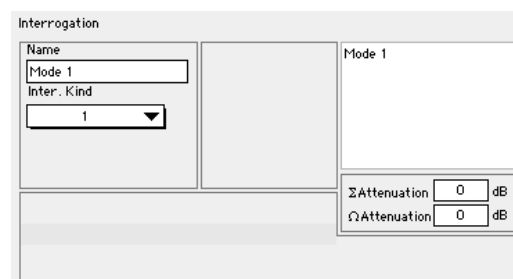 Interrogation
Name
Mode 1
Inter. Kind
1
Mode 1
ΣAttenuation 0 dB
ΩAttenuation 0 dB